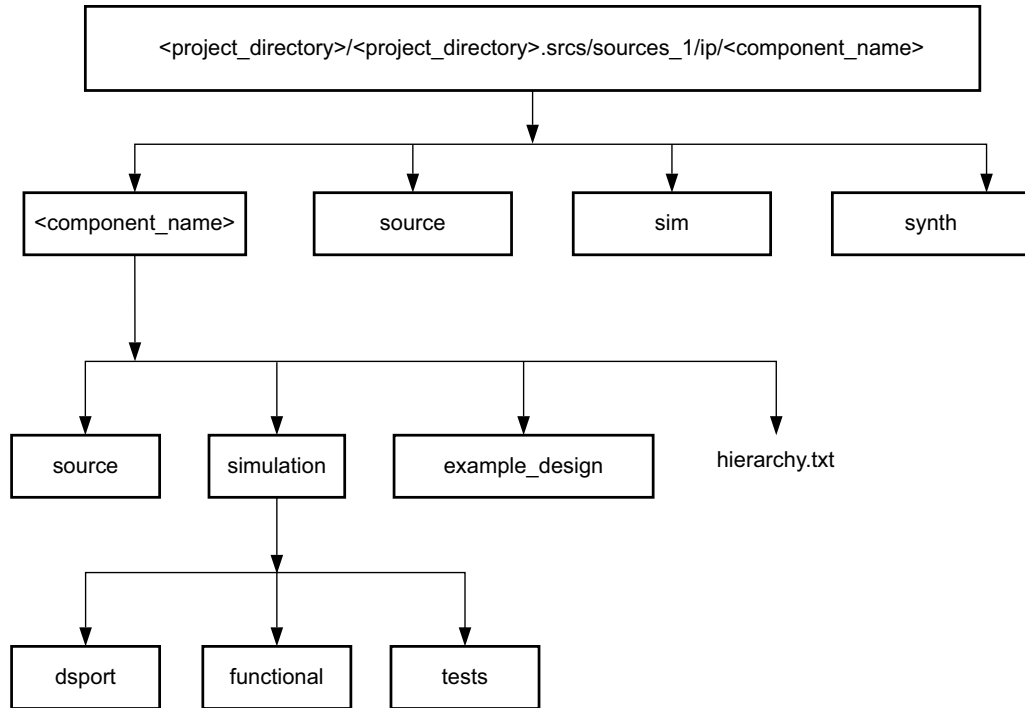 <project_directory>/<project_directory>.srcs/sources_1/ip/<component_name>
<component_name>
source
sim
synth
source
simulation
example_design
hierarchy.txt
dsport
functional
tests